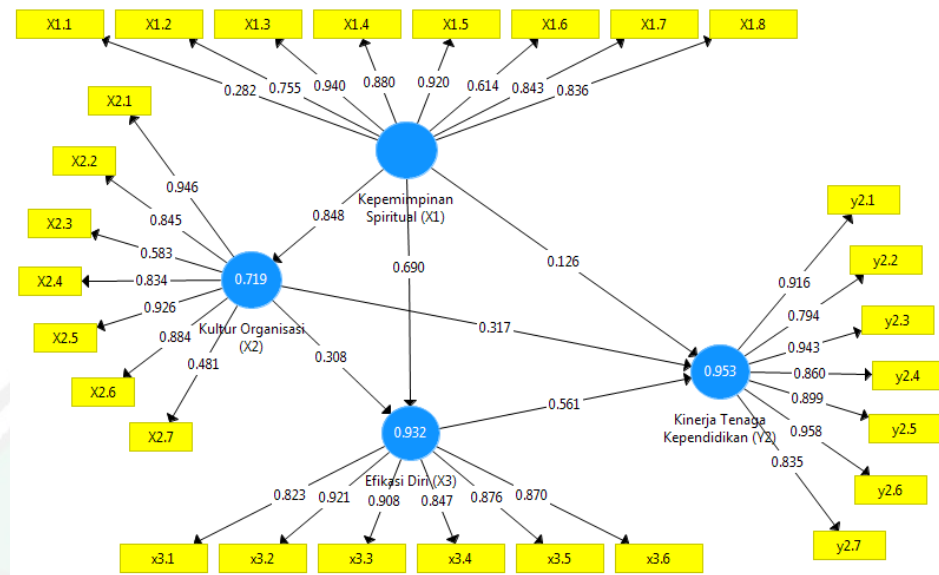 X1.1 X1.2 X1.3 X1.4 X1.5 X1.6 X1.7 X1.8
0.282 0.755 0.940 0.880 0.920 0.614 0.843 0.836
X2.1
X2.2
X2.3
X2.4
X2.5
X2.6
X2.7
0.946
0.845
0.583
0.834
0.926
0.884
0.481
Kepemimpinan
Spiritual (X1)
0.848
0.690
0.126
0.719
Kultur Organisasi
(X2)
0.317
0.308
0.561
0.932
Efikasi Diri (X3)
0.823 0.921 0.908 0.847 0.876 0.870
x3.1 x3.2 x3.3 x3.4 x3.5 x3.6
0.953
Kinerja Tenaga
Kependidikan (Y2)
0.916
0.794
0.943
0.860
0.899
0.958
0.835
y2.1
y2.2
y2.3
y2.4
y2.5
y2.6
y2.7